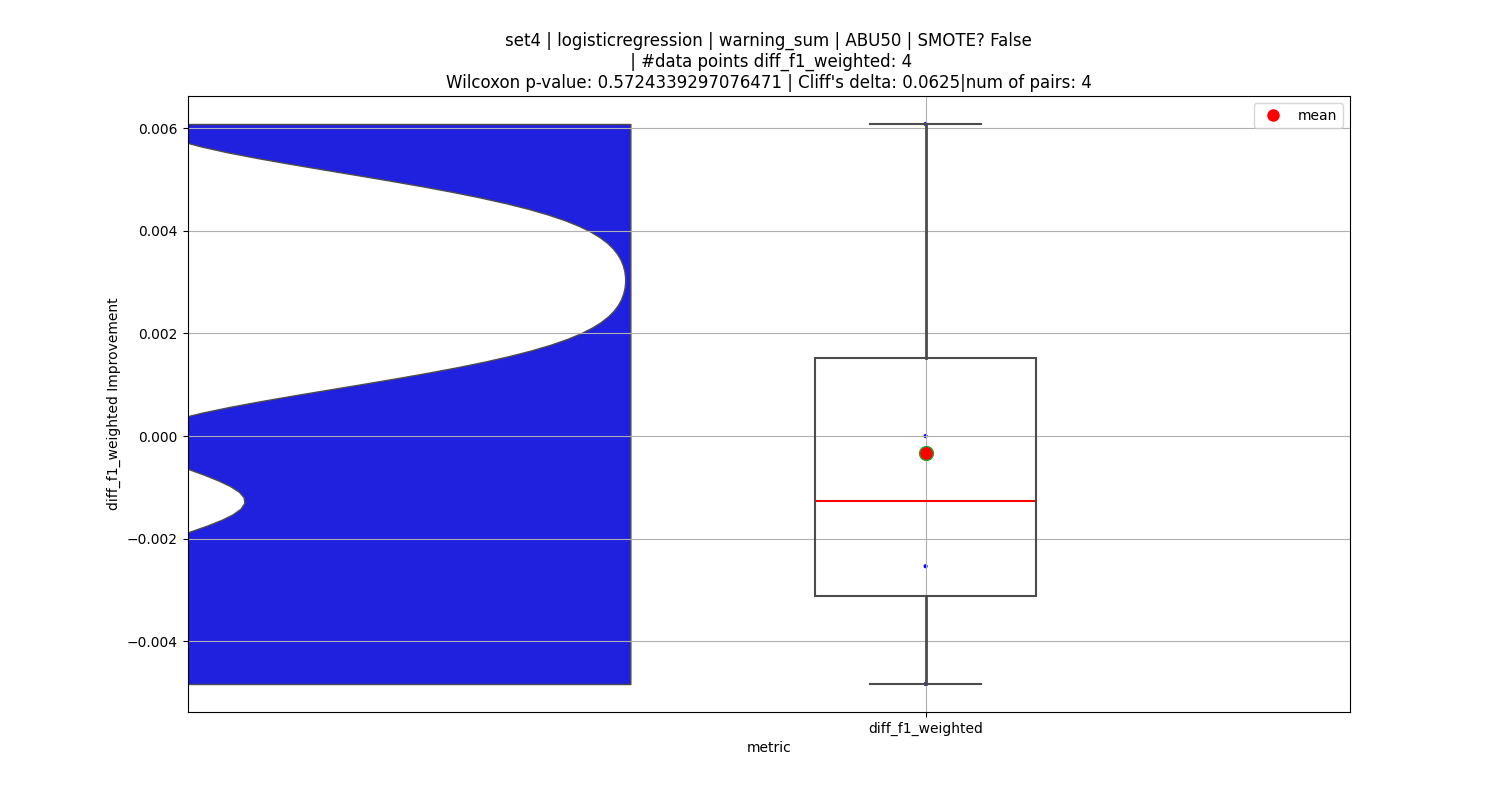 set4 | logisticregression | warning_sum | ABU50 | SMOTE? False
| #data points diff_f1_weighted: 4
Wilcoxon p-value: 0.5724339297076471 | Cliff's delta: 0.0625|num of pairs: 4
mean
0.006
0.004
0.002
0.000
−0.002
−0.004
diff_f1_weighted Improvement
diff_f1_weighted
metric